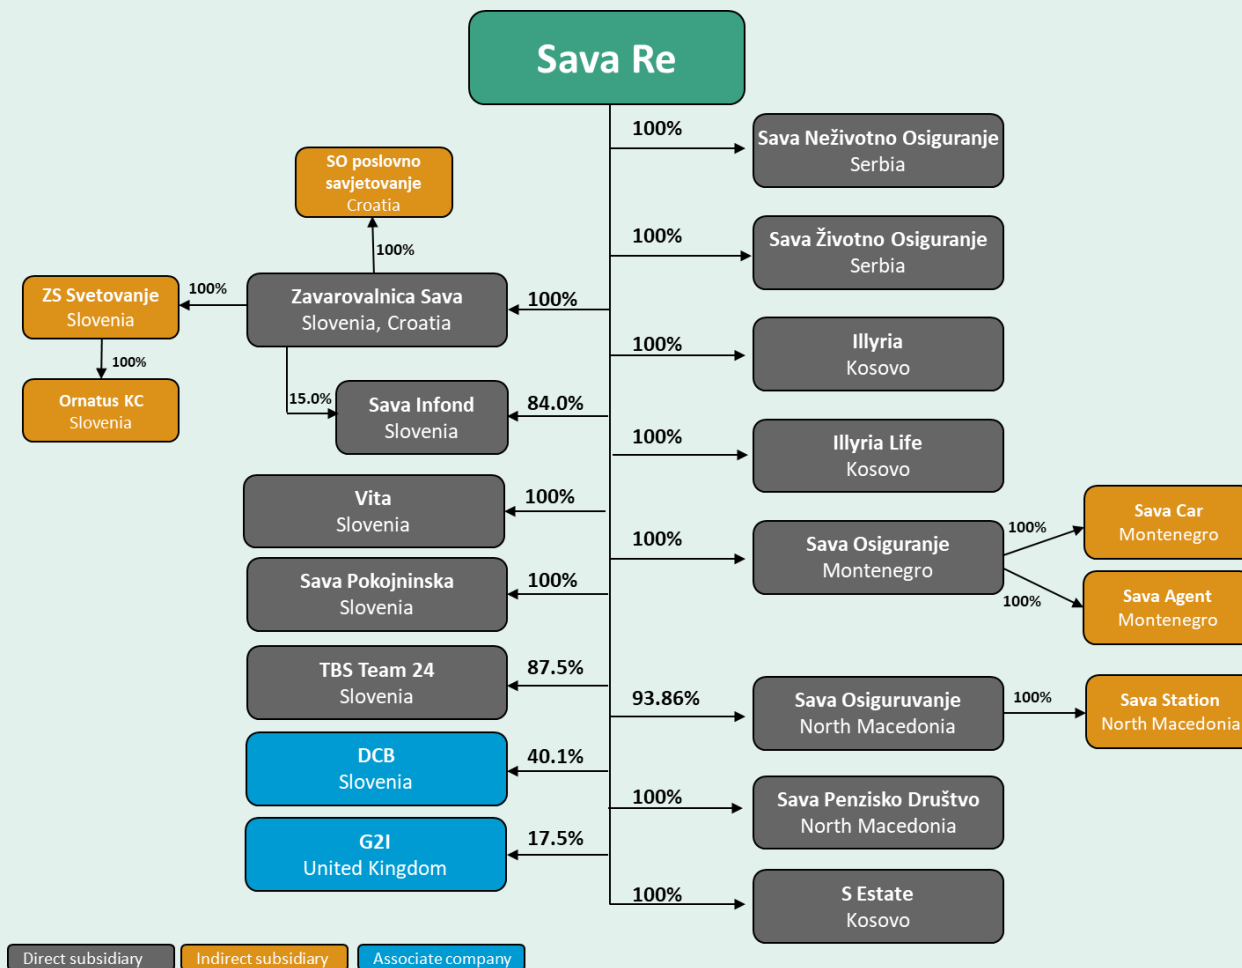 Sava Re
100%
Sava Neživotno Osiguranje
Serbia
SO poslovno
savjetovanje
Croatia
100%
100%
Sava Životno Osiguranje
Serbia
ZS Svetovanje
Slovenia
100%
Zavarovalnica Sava
Slovenia, Croatia
100%
100%
Illyria
Kosovo
100%
Ornatus KC
Slovenia
15.0%
Sava Infond
Slovenia
84.0%
100%
Illyria Life
Kosovo
Vita
Slovenia
100%
100%
Sava Osiguranje
Montenegro
100%
Sava Car
Montenegro
100%
Sava Agent
Montenegro
Sava Pokojninska
Slovenia
100%
TBS Team 24
Slovenia
87.5%
93.86%
Sava Osiguruvanje
North Macedonia
100%
Sava Station
North Macedonia
DCB
Slovenia
40.1%
100%
Sava Penzisko Društvo
North Macedonia
G2I
United Kingdom
17.5%
100%
S Estate
Kosovo
Direct subsidiary
Indirect subsidiary
Associate company